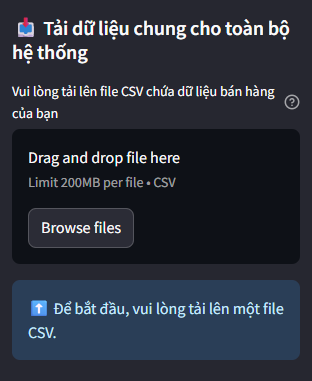 Tải dữ liệu chung cho toàn bộ
hệ thống
Vui lòng tải lên file CSV chứa dữ liệu bán hàng
của bạn
Drag and drop file here
Limit 200MB per file • CSV
Browse files
Để bắt đầu, vui lòng tải lên một file
CSV.